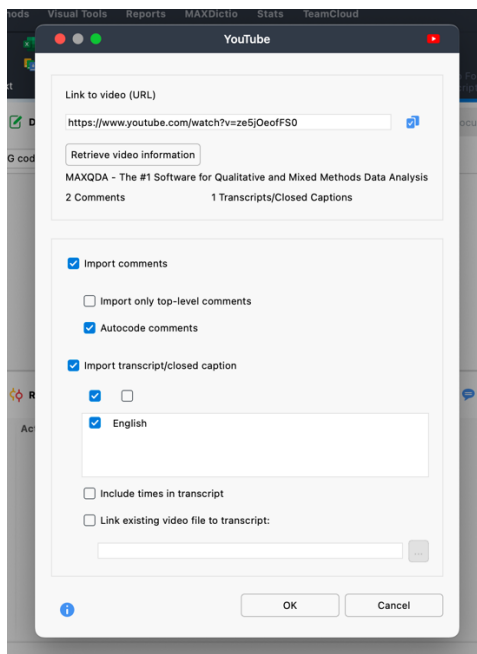 Visual Tools Reports MAXDictio Stats TeamCloud
YouTube
Link to video (URL)
https://www.youtube.com/watch?v=ze5jOeofFS0
Retrieve video information
MAXQDA - The #1 Software for Qualitative and Mixed Methods Data Analysis
2 Comments 1 Transcripts/Closed Captions
Import comments
Import only top-level comments
Autocode comments
Import transcript/closed caption
English
Include times in transcript
Link existing video file to transcript:
...
OK Cancel